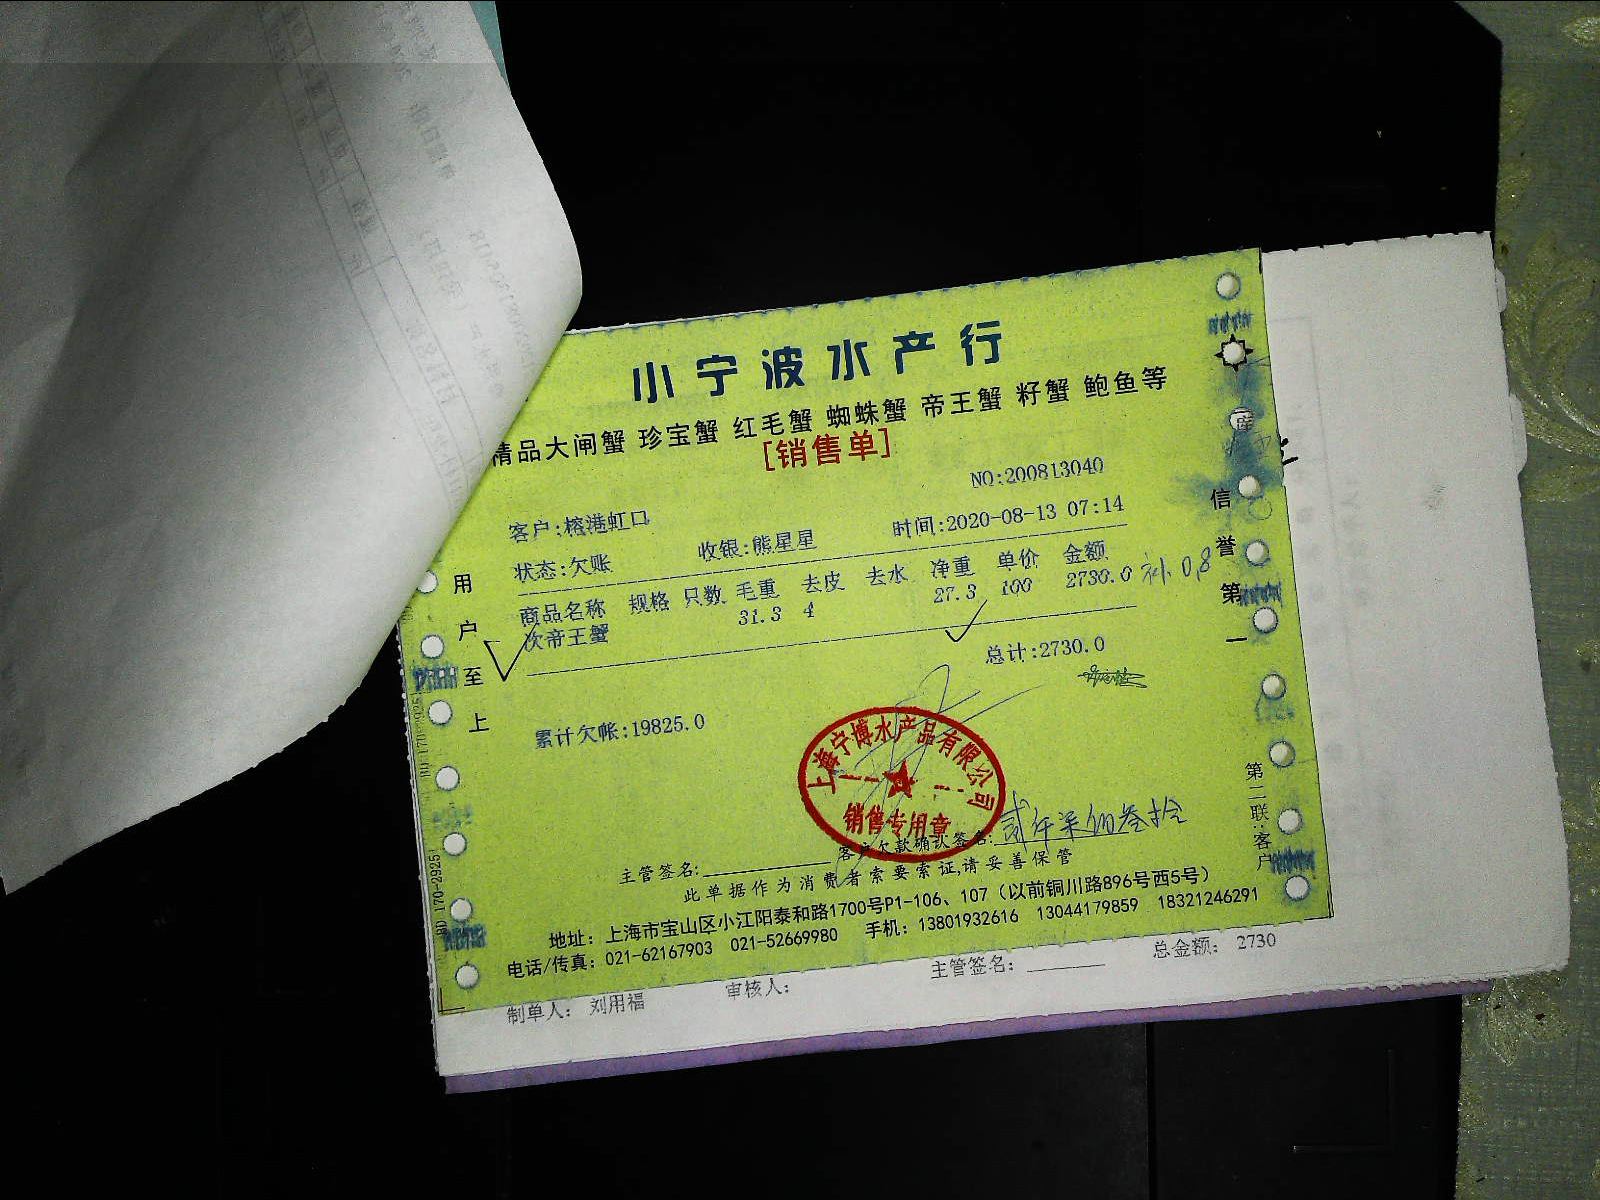 小宁波水产行
精品大闸蟹 珍宝蟹 红毛蟹 蜘蛛蟹 帝王蟹 籽蟹 鲍鱼等
[销售单]
NO:200813040
客户:榕港虹口
状态:欠账 收银:熊星星 时间:2020-08-13 07:14
商品名称 规格 只数 毛重 去皮 去水 净重 单价 金额
次帝王蟹 31.3 4 27.3 100 2730.0 补0.8
总计:2730.0
累计欠帐:19825.0
上海宁博水产品有限公司
销售专用章
主管签名: 客户欠款确认签名: 贰仟柒佰叁拾
此单据作为消费者索要索证,请妥善保管
地址：上海市宝山区小江阳泰和路1700号P1-106、107（以前铜川路896号西5号）
电话/传真：021-62167903 021-52669980 手机：13801932616 13044179859 18321246291
用户至上
信誉第一
第二联:客户
制单人： 刘用福 审核人： 主管签名： 总金额： 2730